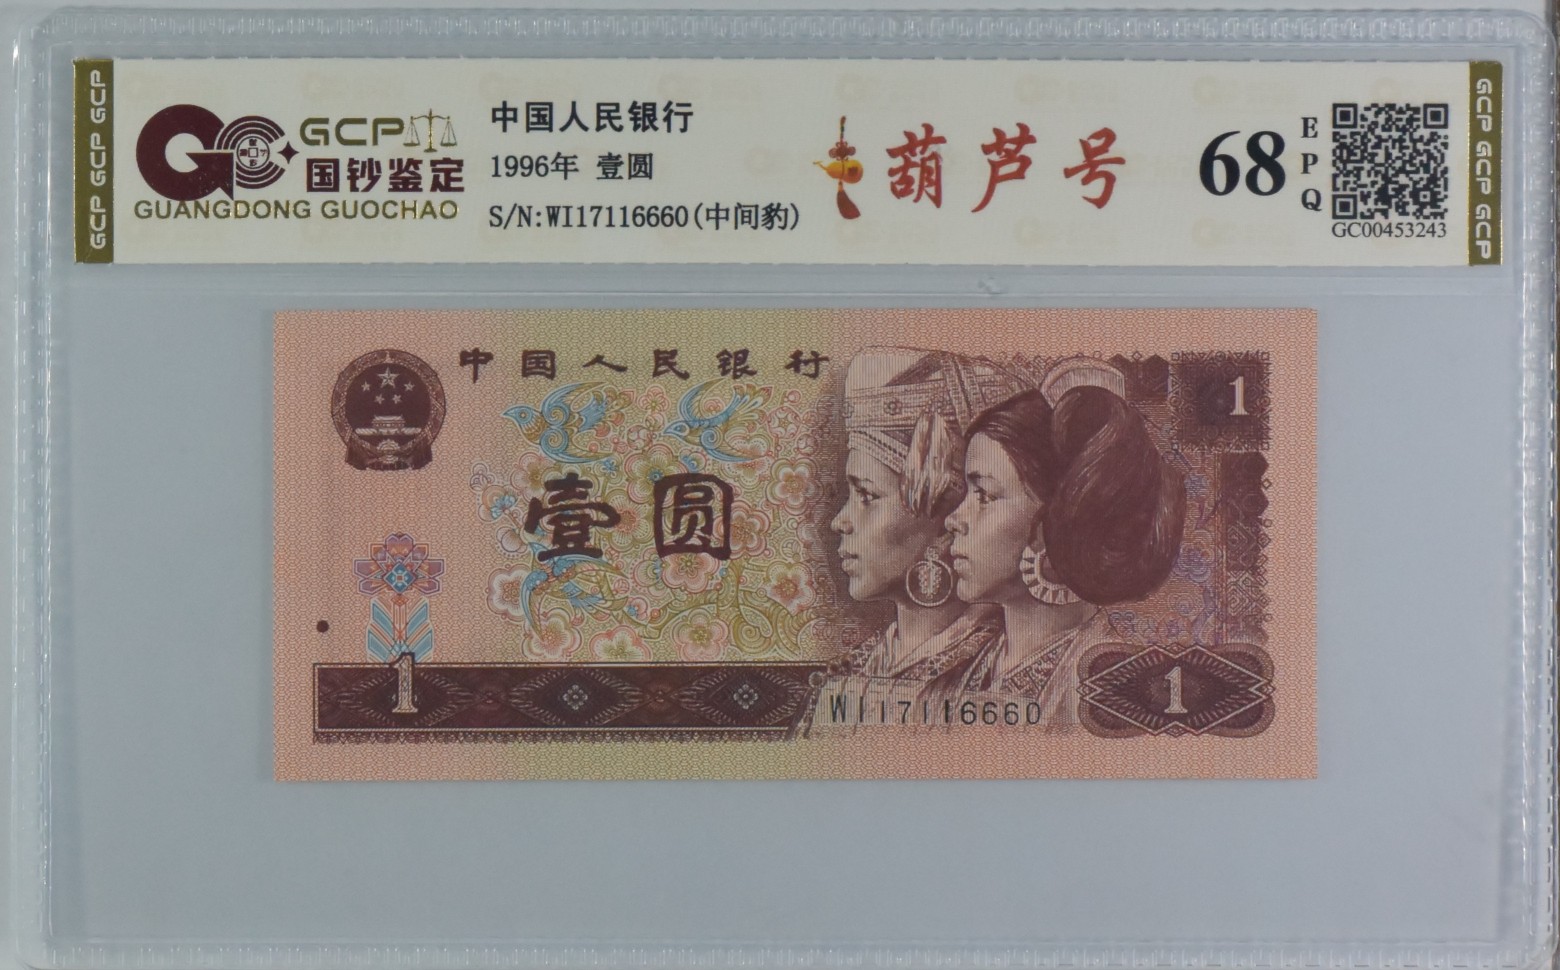 GCP GCP GCP
GCP
国钞鉴定
GUANGDONG GUOCHAO
中国人民银行
1996年 壹圆
S/N:WI17116660(中间豹)
葫芦号
68
EPQ
GC00453243
GCP GCP GCP
中国人民银行
1
壹圆
1
WI17116660
1